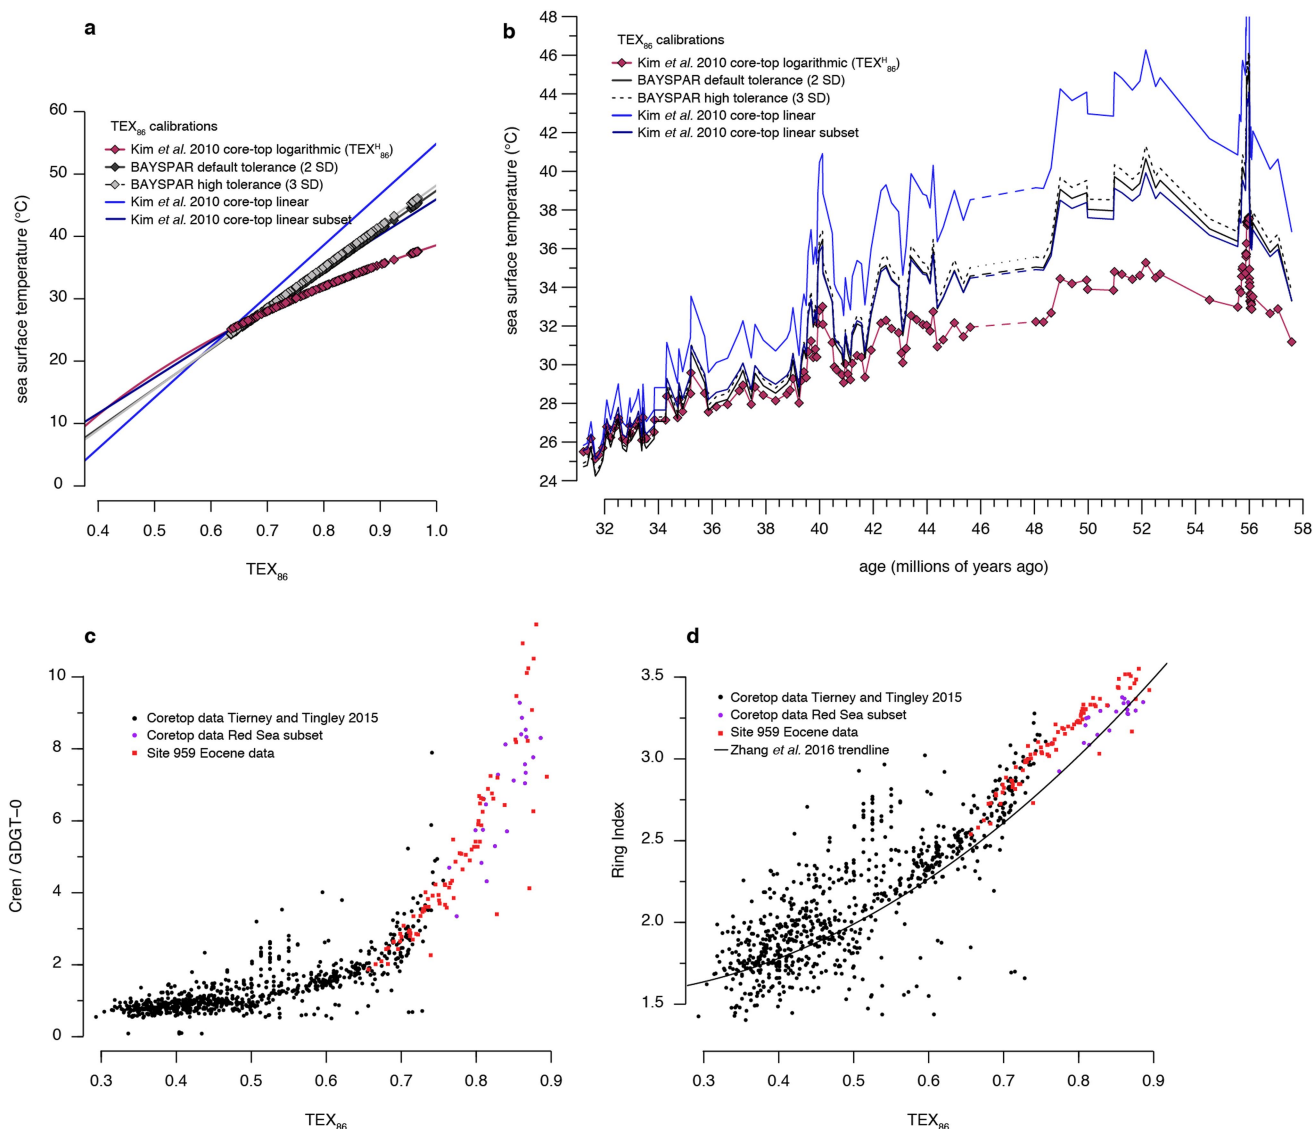 a
TEX86 calibrations
Kim et al. 2010 core-top logarithmic (TEXH86)
BAYSPAR default tolerance (2 SD)
BAYSPAR high tolerance (3 SD)
Kim et al. 2010 core-top linear
Kim et al. 2010 core-top linear subset
sea surface temperature (°C)
60
50
40
30
20
10
0
0.4 0.5 0.6 0.7 0.8 0.9 1.0
TEX86
b
TEX86 calibrations
Kim et al. 2010 core-top logarithmic (TEXH86)
BAYSPAR default tolerance (2 SD)
BAYSPAR high tolerance (3 SD)
Kim et al. 2010 core-top linear
Kim et al. 2010 core-top linear subset
sea surface temperature (°C)
48
46
44
42
40
38
36
34
32
30
28
26
24
32 34 36 38 40 42 44 46 48 50 52 54 56 58
age (millions of years ago)
c
Coretop data Tierney and Tingley 2015
Coretop data Red Sea subset
Site 959 Eocene data
Cren / GDGT−0
10
8
6
4
2
0
0.3 0.4 0.5 0.6 0.7 0.8 0.9
TEX86
d
Coretop data Tierney and Tingley 2015
Coretop data Red Sea subset
Site 959 Eocene data
Zhang et al. 2016 trendline
Ring Index
3.5
3.0
2.5
2.0
1.5
0.3 0.4 0.5 0.6 0.7 0.8 0.9
TEX86